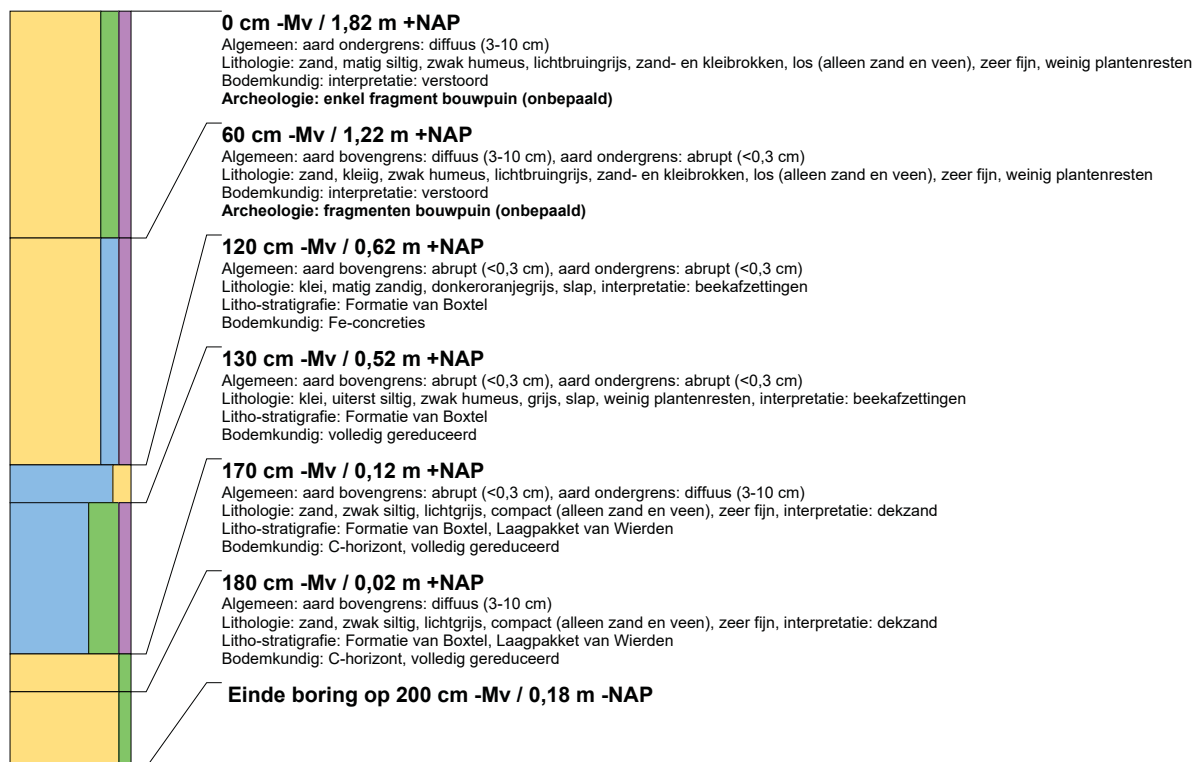 0 cm -Mv / 1,82 m +NAP
Algemeen: aard ondergrens: diffuus (3-10 cm)
Lithologie: zand, matig siltig, zwak humeus, lichtbruingrijs, zand- en kleibrokken, los (alleen zand en veen), zeer fijn, weinig plantenresten
Bodemkundig: interpretatie: verstoord
Archeologie: enkel fragment bouwpuin (onbepaald)
60 cm -Mv / 1,22 m +NAP
Algemeen: aard bovengrens: diffuus (3-10 cm), aard ondergrens: abrupt (<0,3 cm)
Lithologie: zand, kleiig, zwak humeus, lichtbruingrijs, zand- en kleibrokken, los (alleen zand en veen), zeer fijn, weinig plantenresten
Bodemkundig: interpretatie: verstoord
Archeologie: fragmenten bouwpuin (onbepaald)
120 cm -Mv / 0,62 m +NAP
Algemeen: aard bovengrens: abrupt (<0,3 cm), aard ondergrens: abrupt (<0,3 cm)
Lithologie: klei, matig zandig, donkeroranjegrijs, slap, interpretatie: beekafzettingen
Litho-stratigrafie: Formatie van Boxtel
Bodemkundig: Fe-concreties
130 cm -Mv / 0,52 m +NAP
Algemeen: aard bovengrens: abrupt (<0,3 cm), aard ondergrens: abrupt (<0,3 cm)
Lithologie: klei, uiterst siltig, zwak humeus, grijs, slap, weinig plantenresten, interpretatie: beekafzettingen
Litho-stratigrafie: Formatie van Boxtel
Bodemkundig: volledig gereduceerd
170 cm -Mv / 0,12 m +NAP
Algemeen: aard bovengrens: abrupt (<0,3 cm), aard ondergrens: diffuus (3-10 cm)
Lithologie: zand, zwak siltig, lichtgrijs, compact (alleen zand en veen), zeer fijn, interpretatie: dekzand
Litho-stratigrafie: Formatie van Boxtel, Laagpakket van Wierden
Bodemkundig: C-horizont, volledig gereduceerd
180 cm -Mv / 0,02 m +NAP
Algemeen: aard bovengrens: diffuus (3-10 cm)
Lithologie: zand, zwak siltig, lichtgrijs, compact (alleen zand en veen), zeer fijn, interpretatie: dekzand
Litho-stratigrafie: Formatie van Boxtel, Laagpakket van Wierden
Bodemkundig: C-horizont, volledig gereduceerd
Einde boring op 200 cm -Mv / 0,18 m -NAP